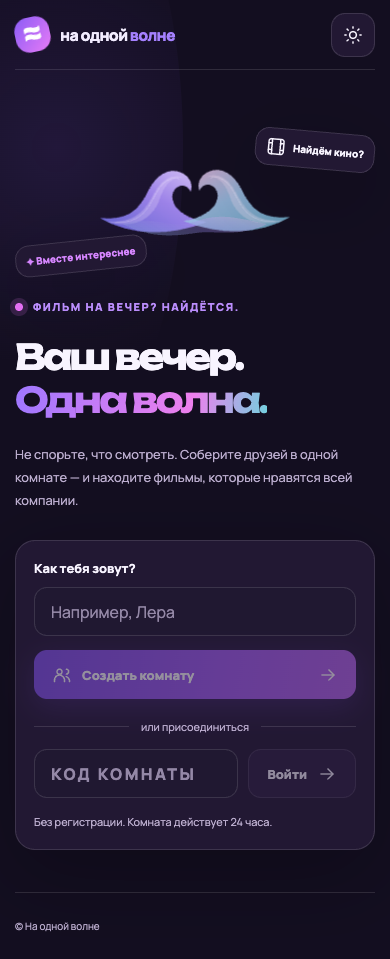 на одной волне
Найдём кино?
✦ Вместе интереснее
ФИЛЬМ НА ВЕЧЕР? НАЙДЁТСЯ.
Ваш вечер.
Одна волна.
Не спорьте, что смотреть. Соберите друзей в одной
комнате — и находите фильмы, которые нравятся всей
компании.
Как тебя зовут?
Например, Лера
Создать комнату →
или присоединиться
КОД КОМНАТЫ
Войти →
Без регистрации. Комната действует 24 часа.
© На одной волне